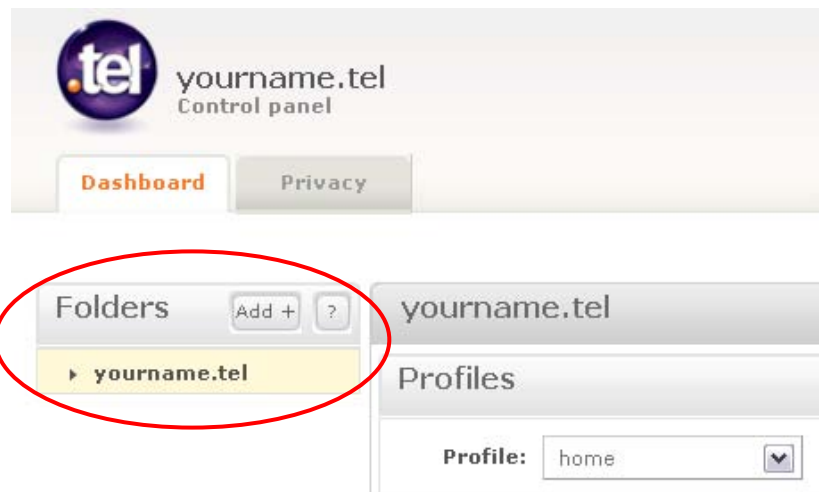 .tel
yourname.tel
Control panel
Dashboard
Privacy
Folders
Add +
?
yourname.tel
yourname.tel
Profiles
Profile:
home